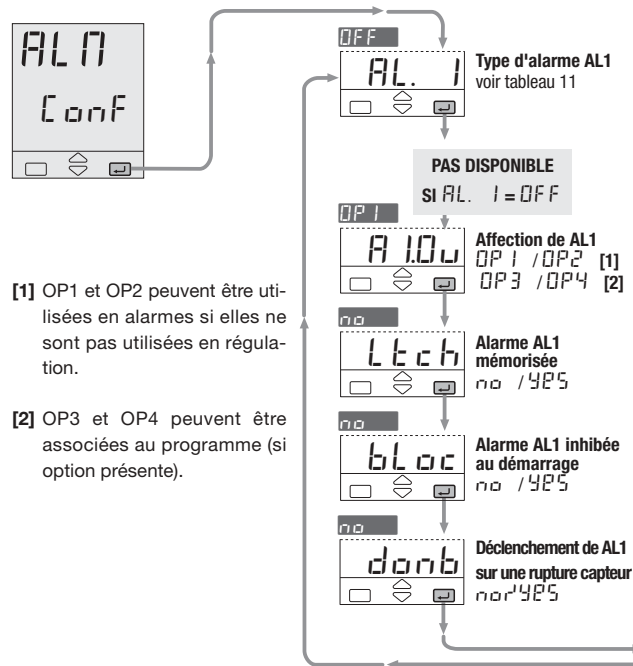 ALM
ConF
OFF
AL. 1
Type d'alarme AL1
voir tableau 11
PAS DISPONIBLE
SI AL. 1 = OFF
OP1
A1.Ou
Affection de AL1
OP1 /OP2 [1]
OP3 /OP4 [2]
[1] OP1 et OP2 peuvent être uti-
lisées en alarmes si elles ne
sont pas utilisées en régula-
tion.
[2] OP3 et OP4 peuvent être
associées au programme (si
option présente).
no
Ltch
Alarme AL1
mémorisée
no /YES
no
bLoc
Alarme AL1 inhibée
au démarrage
no /YES
no
donb
Déclenchement de AL1
sur une rupture capteur
no/YES